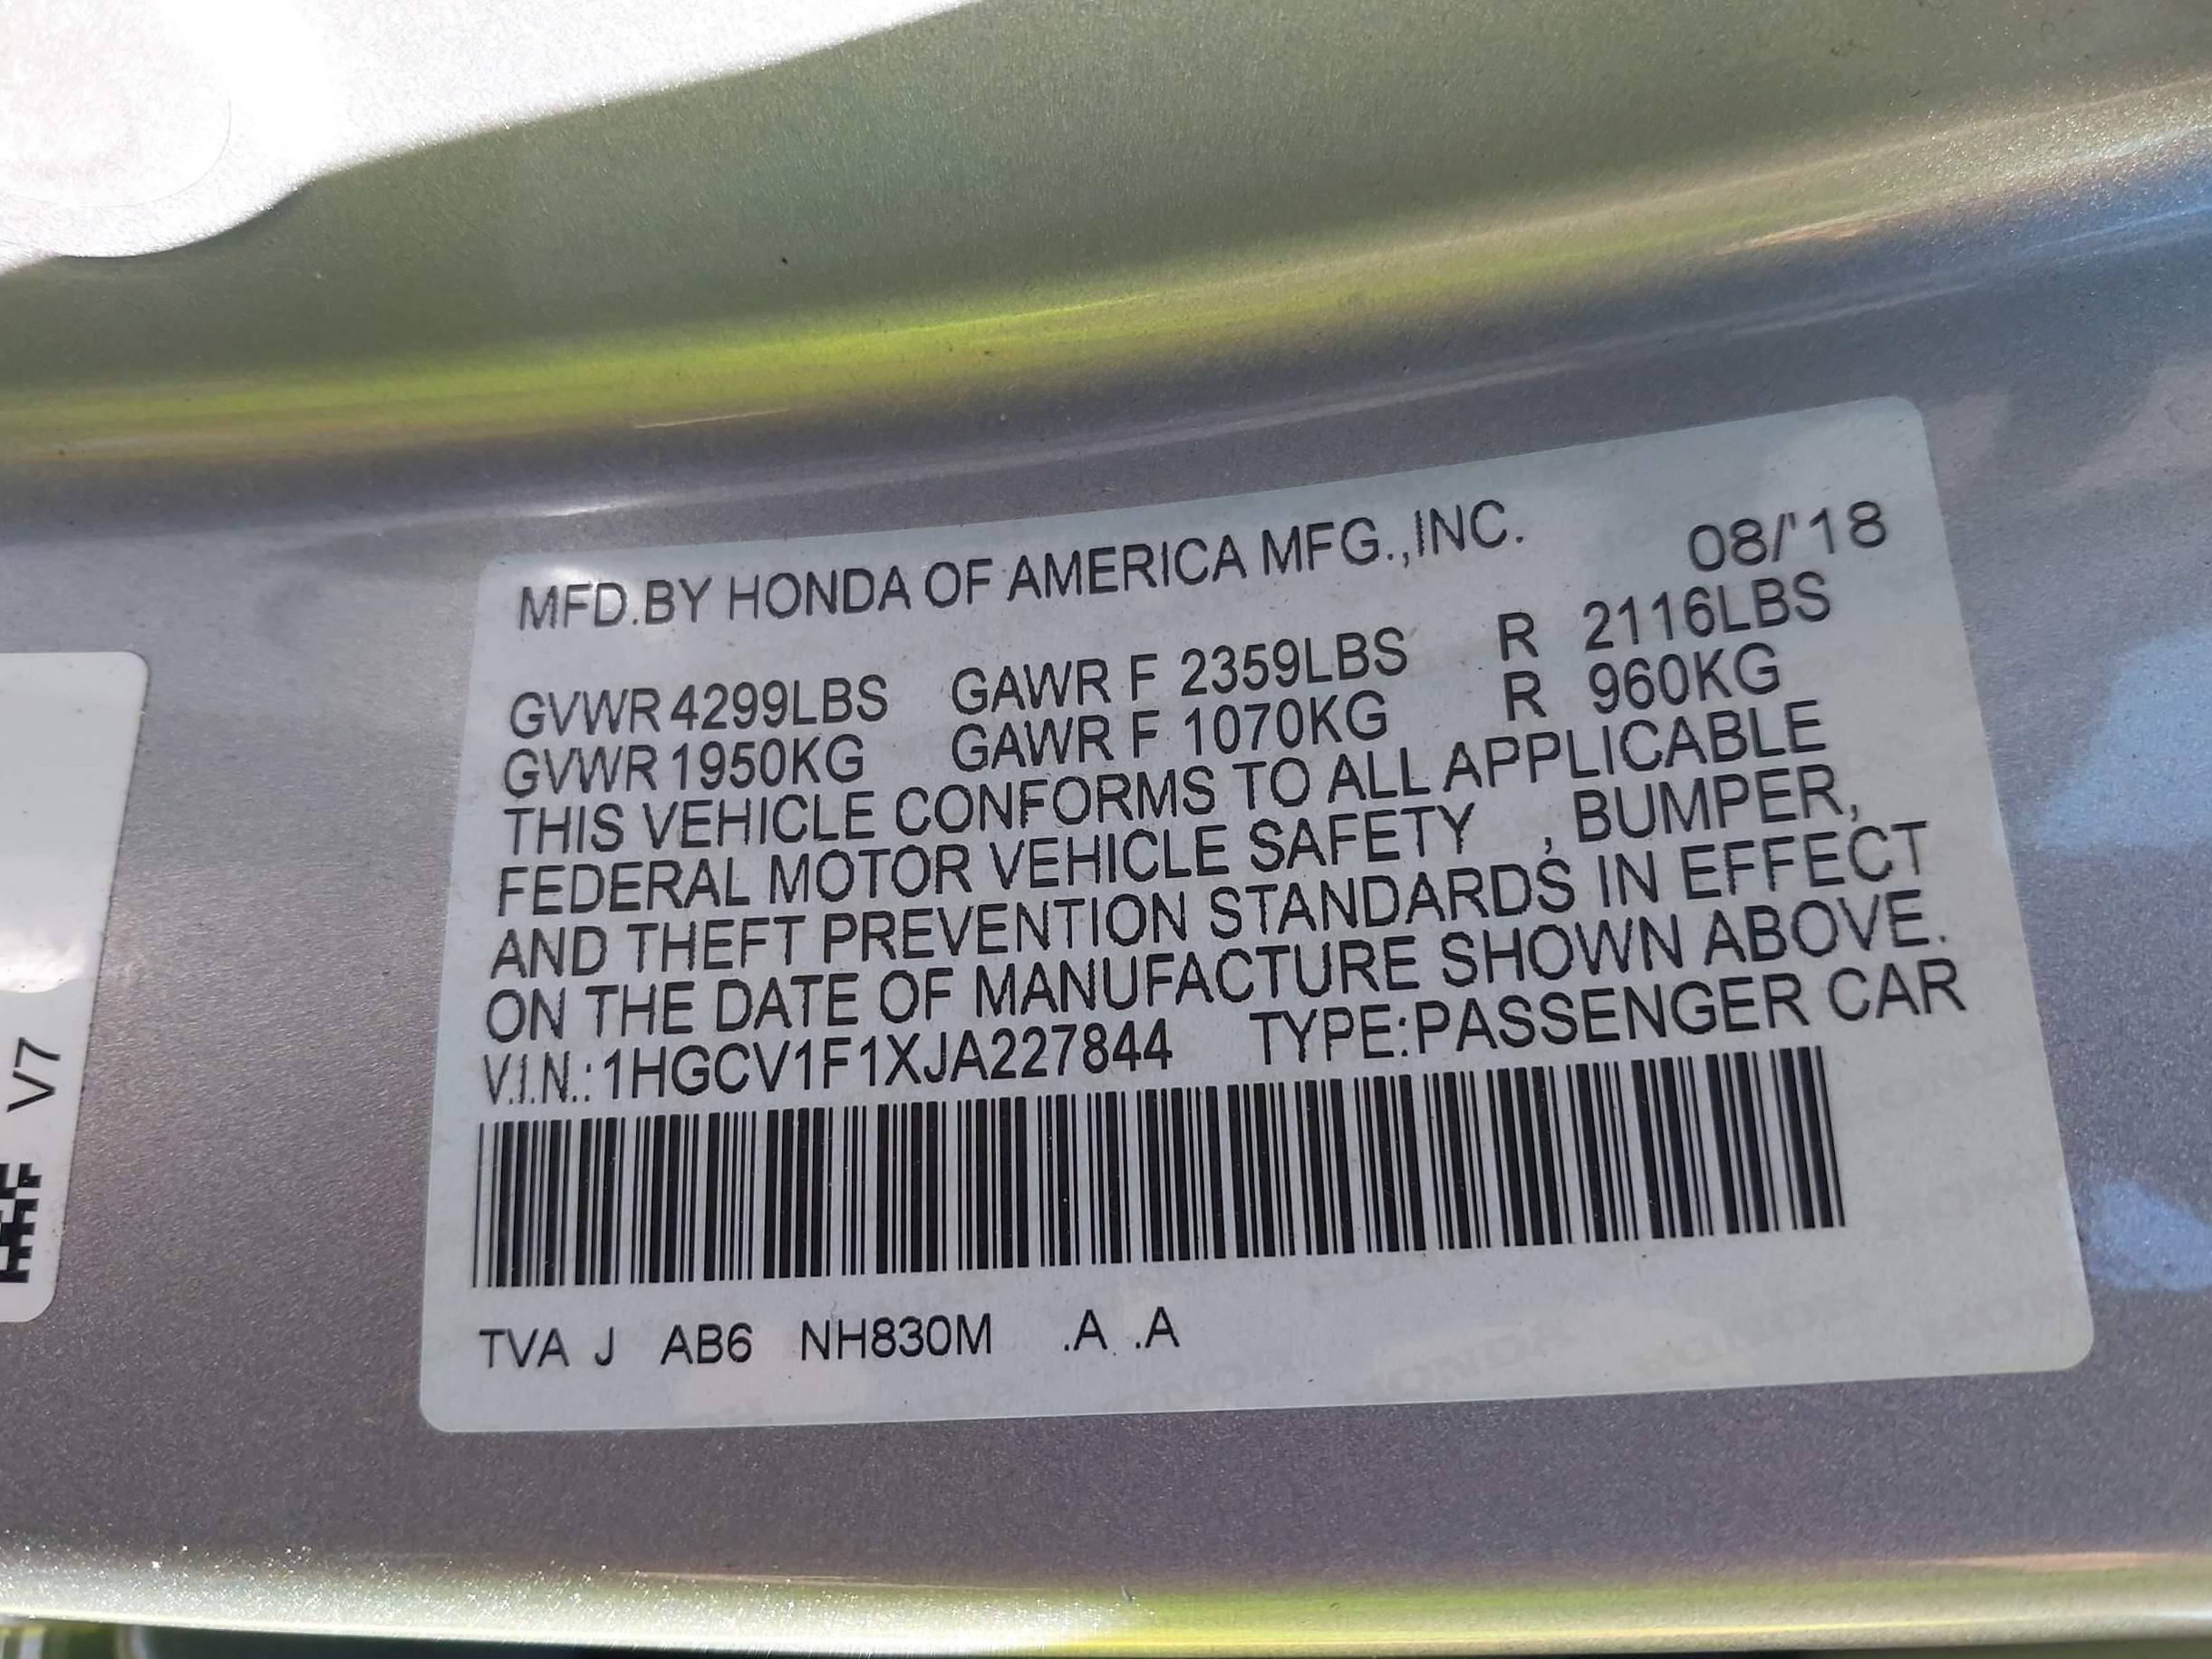 MFD.BY HONDA OF AMERICA MFG.,INC. 08/'18
GVWR 4299LBS GAWR F 2359LBS R 2116LBS
GVWR 1950KG GAWR F 1070KG R 960KG
THIS VEHICLE CONFORMS TO ALL APPLICABLE
FEDERAL MOTOR VEHICLE SAFETY , BUMPER,
AND THEFT PREVENTION STANDARDS IN EFFECT
ON THE DATE OF MANUFACTURE SHOWN ABOVE.
V.I.N.: 1HGCV1F1XJA227844 TYPE:PASSENGER CAR
TVA J AB6 NH830M .A .A
V7